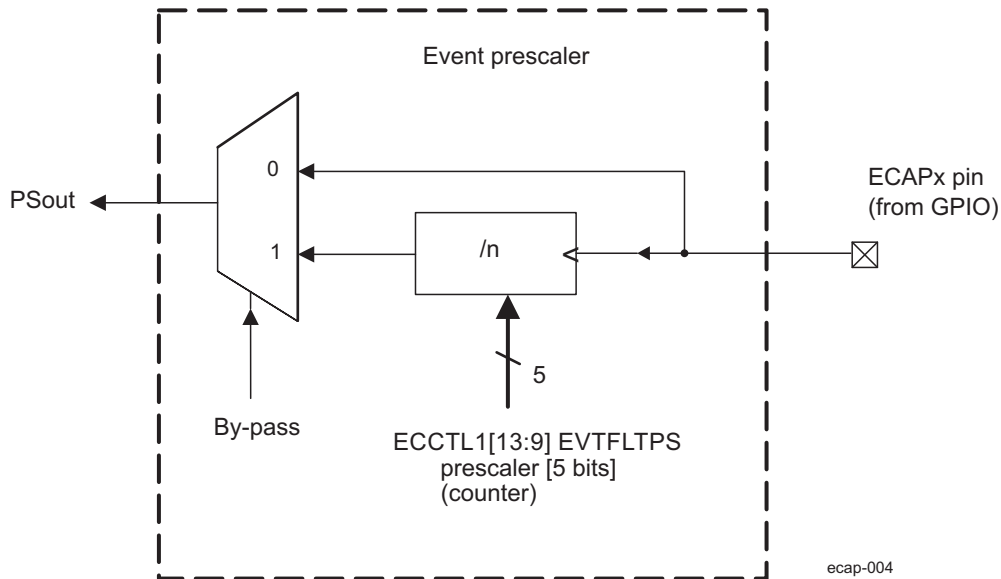 Event prescaler
0
PSout
ECAPx pin
(from GPIO)
1
/n
5
By-pass
ECCTL1[13:9] EVTFLTPS
prescaler [5 bits]
(counter)
ecap-004